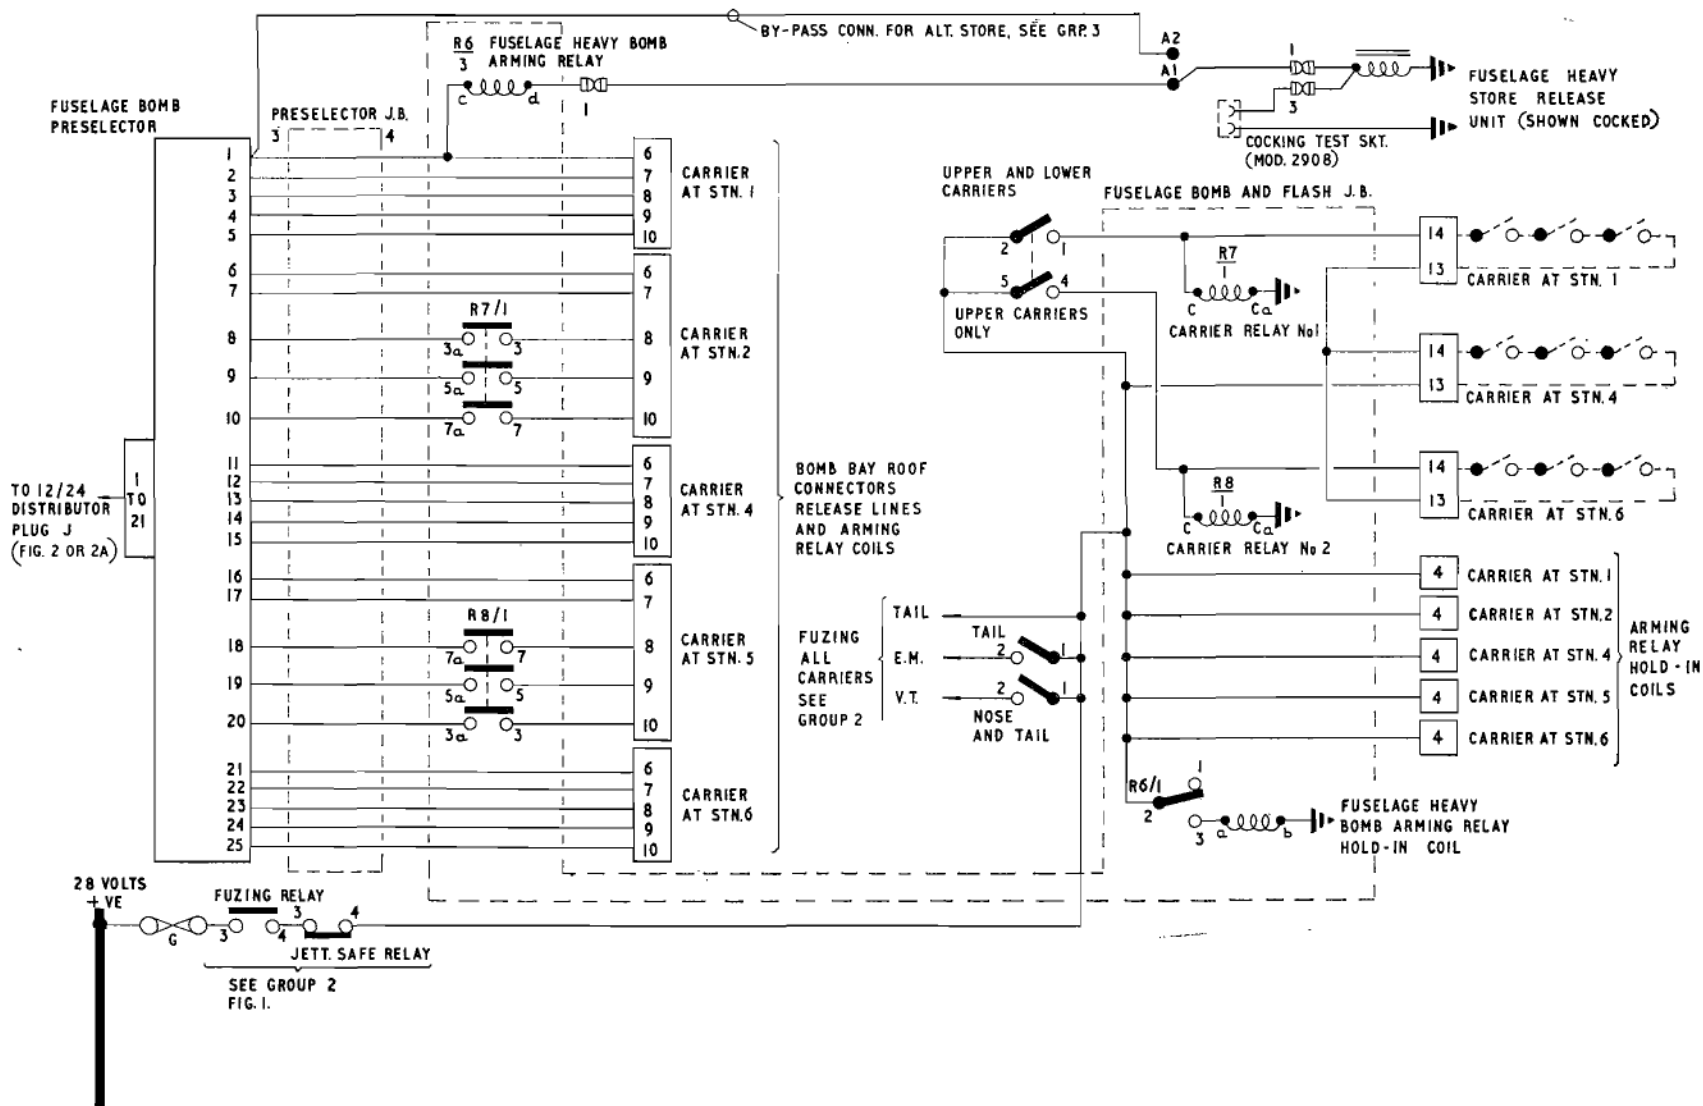 BY-PASS CONN. FOR ALT. STORE, SEE GRP. 3
R6 FUSELAGE HEAVY BOMB
3 ARMING RELAY
c d
1
A2
A1
1
3
FUSELAGE HEAVY
STORE RELEASE
UNIT (SHOWN COCKED)
COCKING TEST SKT.
(MOD. 2908)
FUSELAGE BOMB
PRESELECTOR
PRESELECTOR J.B.
3 4
1
2
3
4
5
6
7
8
9
10
11
12
13
14
15
16
17
18
19
20
21
22
23
24
25
1
TO
21
TO 12/24
DISTRIBUTOR
PLUG J
(FIG. 2 OR 2A)
R7/1
3a 3
5a 5
7a 7
R8/1
7a 7
5a 5
3a 3
6
7
8
9
10
CARRIER
AT STN. 1
6
7
8
9
10
CARRIER
AT STN. 2
6
7
8
9
10
CARRIER
AT STN. 4
6
7
8
9
10
CARRIER
AT STN. 5
6
7
8
9
10
CARRIER
AT STN. 6
BOMB BAY ROOF
CONNECTORS
RELEASE LINES
AND ARMING
RELAY COILS
UPPER AND LOWER
CARRIERS
2 1
5 4
UPPER CARRIERS
ONLY
FUSELAGE BOMB AND FLASH J.B.
R7
1
C Ca
CARRIER RELAY No1
R8
1
C Ca
CARRIER RELAY No 2
14
13
CARRIER AT STN. 1
14
13
CARRIER AT STN. 4
14
13
CARRIER AT STN. 6
4 CARRIER AT STN. 1
4 CARRIER AT STN. 2
4 CARRIER AT STN. 4
4 CARRIER AT STN. 5
4 CARRIER AT STN. 6
ARMING
RELAY
HOLD-IN
COILS
FUZING
ALL
CARRIERS
SEE
GROUP 2
TAIL
E.M.
V.T.
TAIL
2 1
2 1
NOSE
AND TAIL
R6/1
1
2
3 a b
FUSELAGE HEAVY
BOMB ARMING RELAY
HOLD-IN COIL
28 VOLTS
+ VE
G
FUZING RELAY
3 4
3 4
JETT. SAFE RELAY
SEE GROUP 2
FIG. 1.